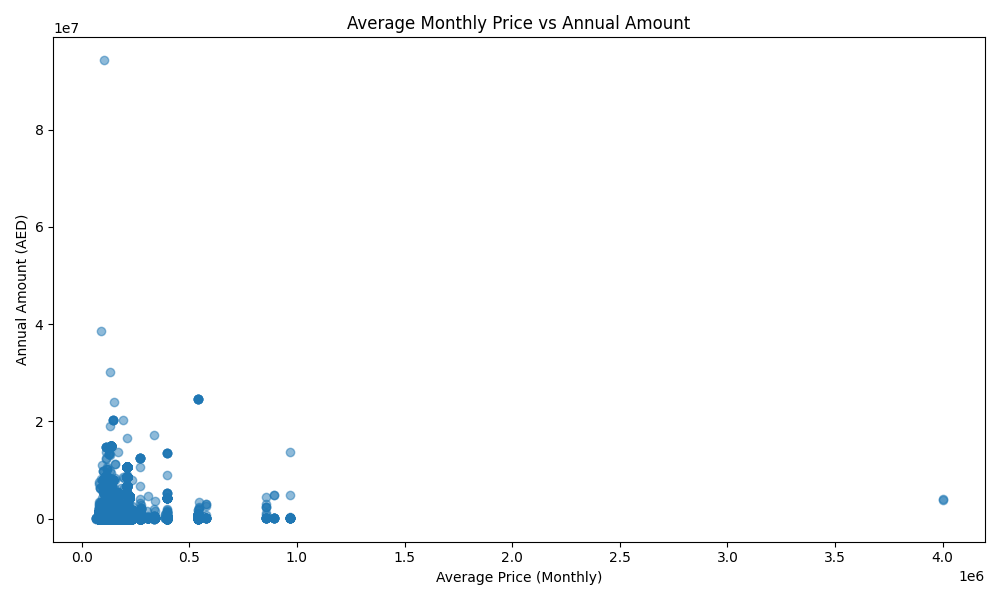 Average Monthly Price vs Annual Amount
1e7
8
6
4
2
0
Annual Amount (AED)
0.0 0.5 1.0 1.5 2.0 2.5 3.0 3.5 4.0
1e6
Average Price (Monthly)